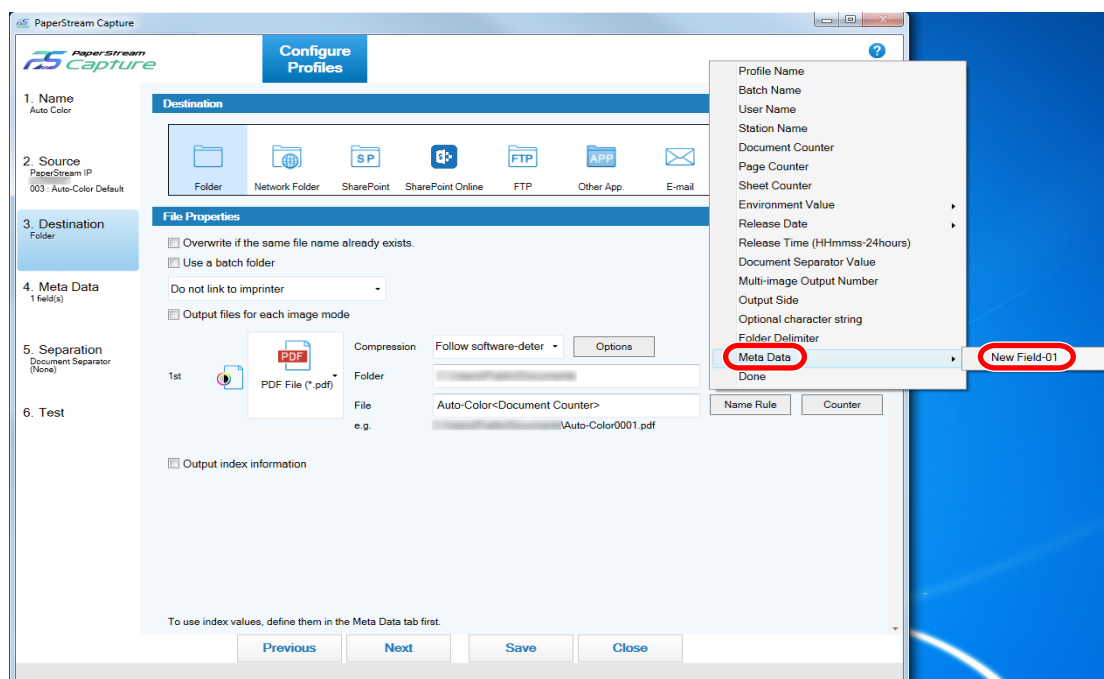 PaperStream Capture
PaperStream
Capture
Configure
Profiles
?
1. Name
Auto Color
2. Source
PaperStream IP
003 : Auto-Color Default
3. Destination
Folder
4. Meta Data
1 field(s)
5. Separation
Document Separator
(None)
6. Test
Destination
Folder
Network Folder
SP
SharePoint
S
SharePoint Online
FTP
FTP
APP
Other App.
E-mail
File Properties
Overwrite if the same file name already exists.
Use a batch folder
Do not link to imprinter
Output files for each image mode
1st
PDF
PDF File (*.pdf)
Compression
Follow software-deter
Options
Folder
File
Auto-Color<Document Counter>
Name Rule
Counter
e.g.
\Auto-Color0001.pdf
Output index information
To use index values, define them in the Meta Data tab first.
Previous
Next
Save
Close
Profile Name
Batch Name
User Name
Station Name
Document Counter
Page Counter
Sheet Counter
Environment Value
Release Date
Release Time (HHmmss-24hours)
Document Separator Value
Multi-image Output Number
Output Side
Optional character string
Folder Delimiter
Meta Data
New Field-01
Done